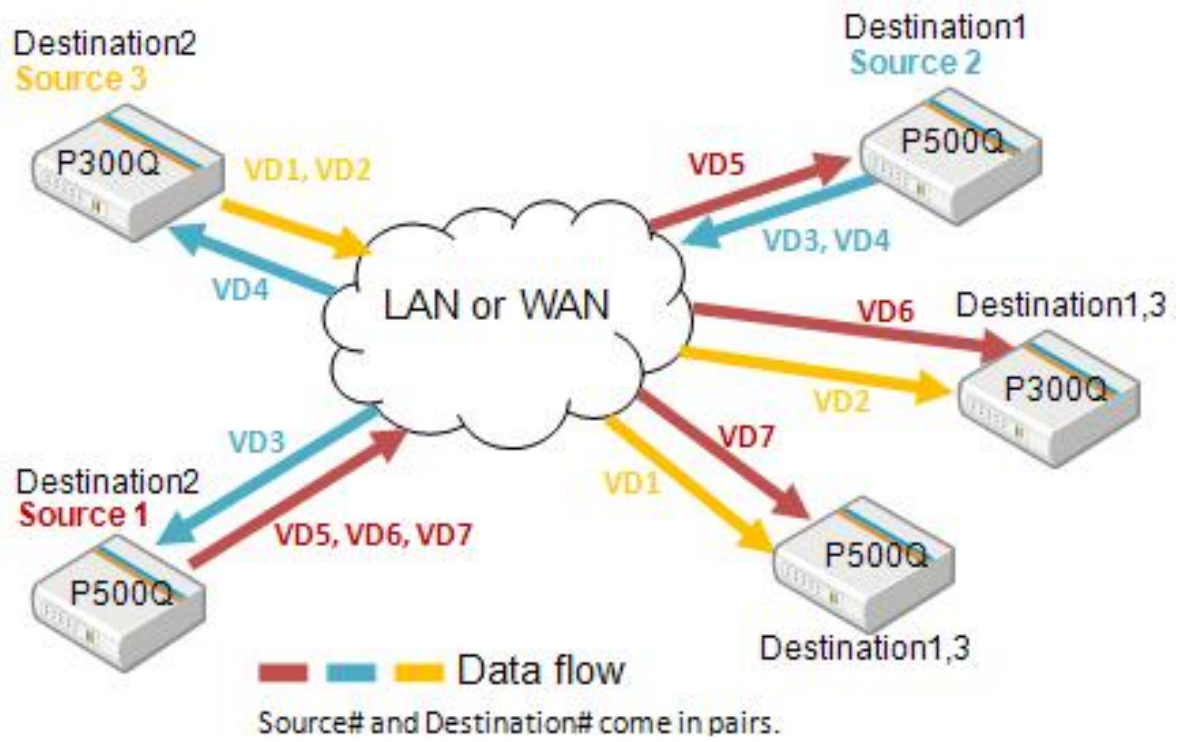 Destination2
Source 3
P300Q
VD1, VD2
VD4
Destination1
Source 2
P500Q
VD5
VD3, VD4
LAN or WAN
VD6
Destination1,3
P300Q
VD2
VD3
VD7
VD1
Destination2
Source 1
P500Q
VD5, VD6, VD7
P500Q
Destination1,3
Data flow
Source# and Destination# come in pairs.